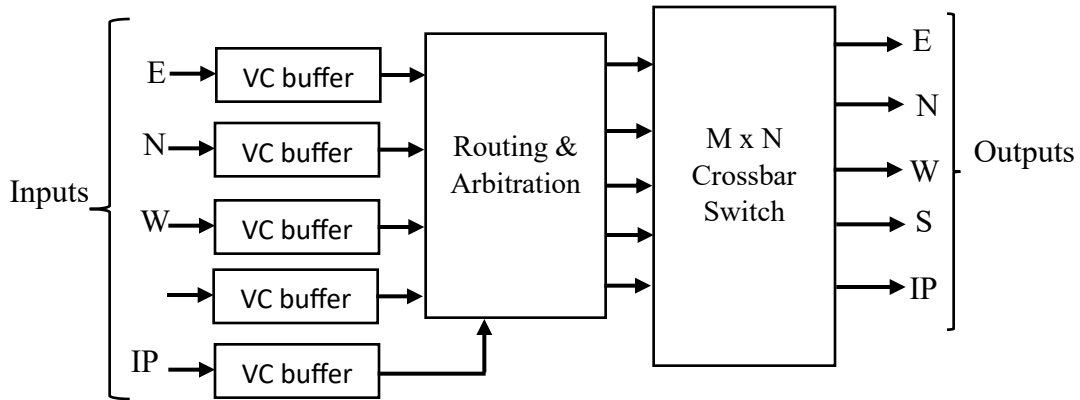 Inputs
E
VC buffer
N
VC buffer
W
VC buffer
VC buffer
IP
VC buffer
Routing &
Arbitration
M x N
Crossbar
Switch
E
N
W
S
IP
Outputs